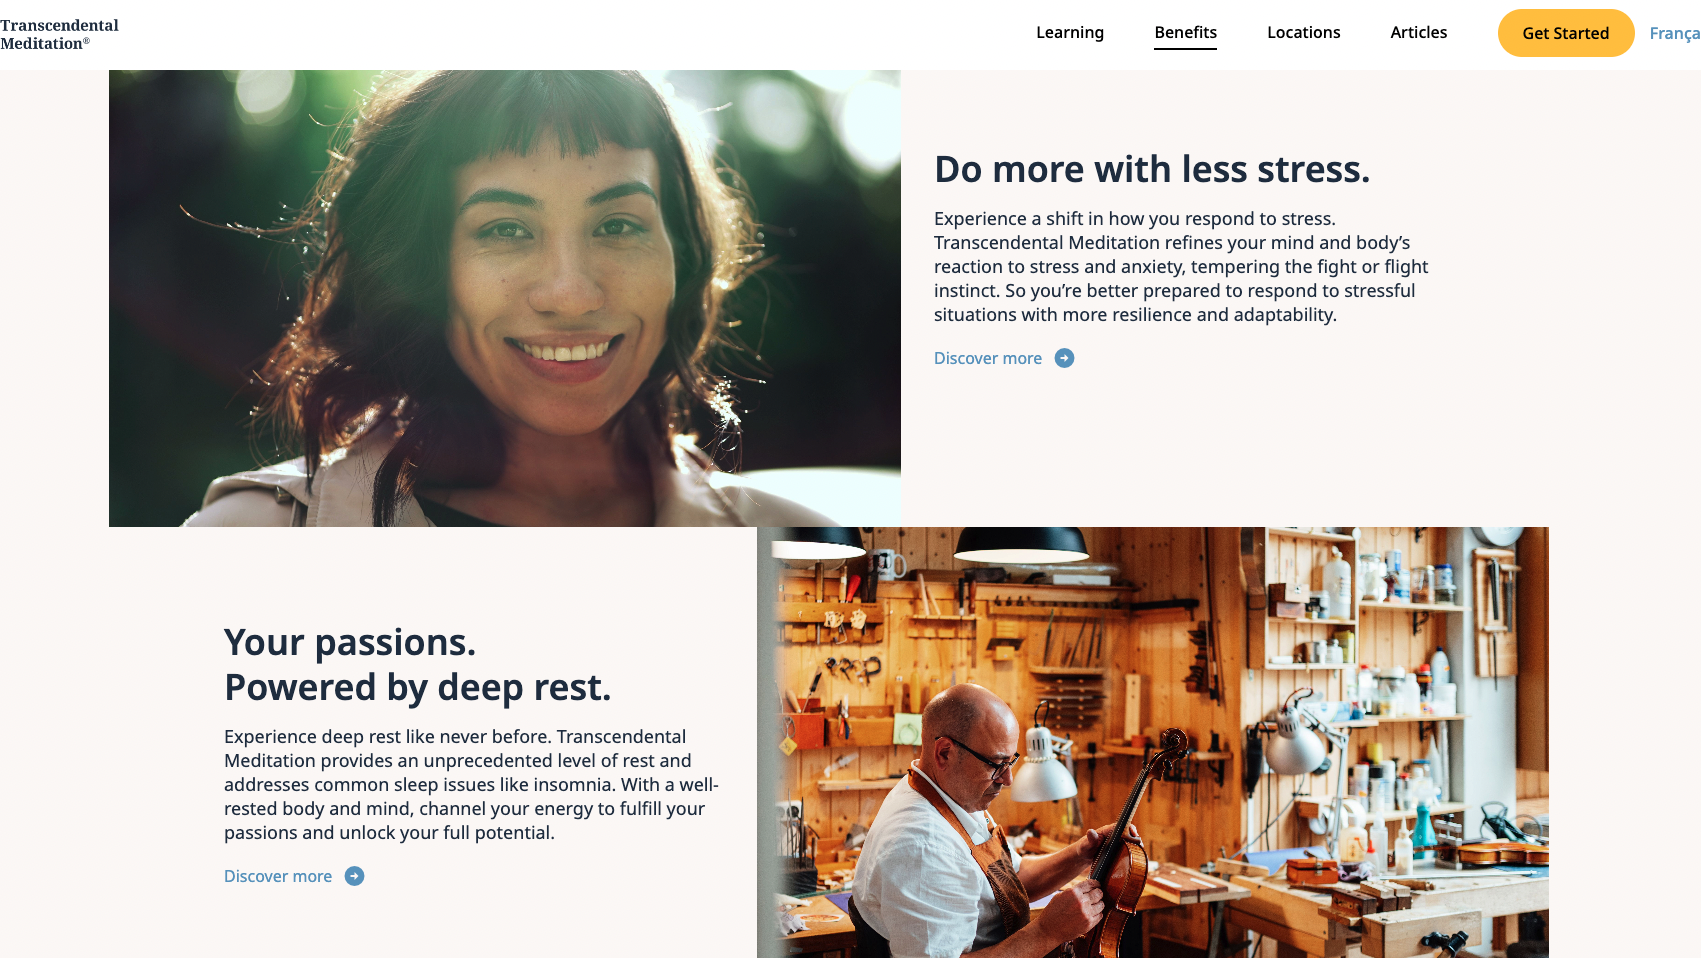 Transcendental
Meditation®
Learning
Benefits
Locations
Articles
Get Started
França
Do more with less stress.
Experience a shift in how you respond to stress.
Transcendental Meditation refines your mind and body’s
reaction to stress and anxiety, tempering the fight or flight
instinct. So you’re better prepared to respond to stressful
situations with more resilience and adaptability.
Discover more
Your passions.
Powered by deep rest.
Experience deep rest like never before. Transcendental
Meditation provides an unprecedented level of rest and
addresses common sleep issues like insomnia. With a well-
rested body and mind, channel your energy to fulfill your
passions and unlock your full potential.
Discover more